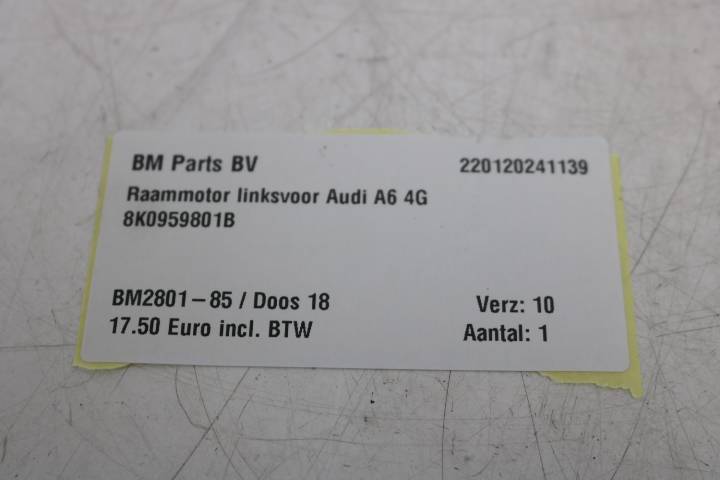 BM Parts BV 220120241139
Raammotor linksvoor Audi A6 4G
8K0959801B
BM2801-85 / Doos 18 Verz: 10
17.50 Euro incl. BTW Aantal: 1